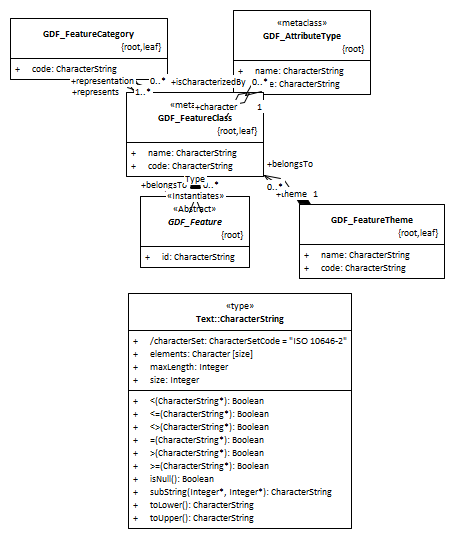 GDF_FeatureCategory
{root,leaf}
+ code: CharacterString
«metaclass»
GDF_AttributeType
{root}
+ name: CharacterString
e: CharacterString
+representation
0..*
+isCharacterizedBy
0..*
+represents
1..*
+character
1
GDF_FeatureClass
{root,leaf}
+ name: CharacterString
+ code: CharacterString
+belongsTo
Type
0..*
+belongsTo
0..*
1
«Instantiates»
«Abstract»
GDF_Feature
{root}
+ id: CharacterString
GDF_FeatureTheme
{root,leaf}
+ name: CharacterString
+ code: CharacterString
«type»
Text::CharacterString
+ /characterSet: CharacterSetCode = "ISO 10646-2"
+ elements: Character [size]
+ maxLength: Integer
+ size: Integer
+ <(CharacterString*): Boolean
+ <=(CharacterString*): Boolean
+ <>(CharacterString*): Boolean
+ =(CharacterString*): Boolean
+ >(CharacterString*): Boolean
+ >=(CharacterString*): Boolean
+ isNull(): Boolean
+ subString(Integer*, Integer*): CharacterString
+ toLower(): CharacterString
+ toUpper(): CharacterString